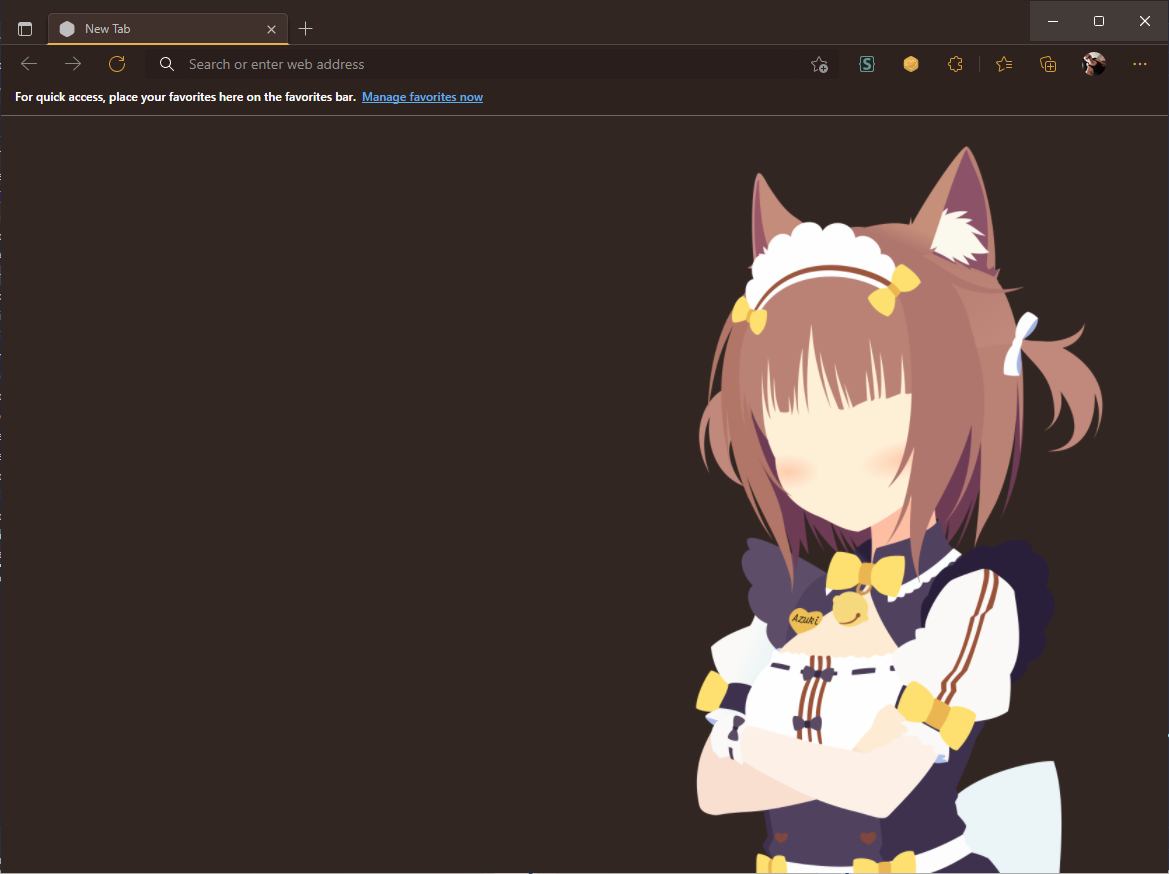 New Tab
Search or enter web address
For quick access, place your favorites here on the favorites bar. Manage favorites now
Azuki